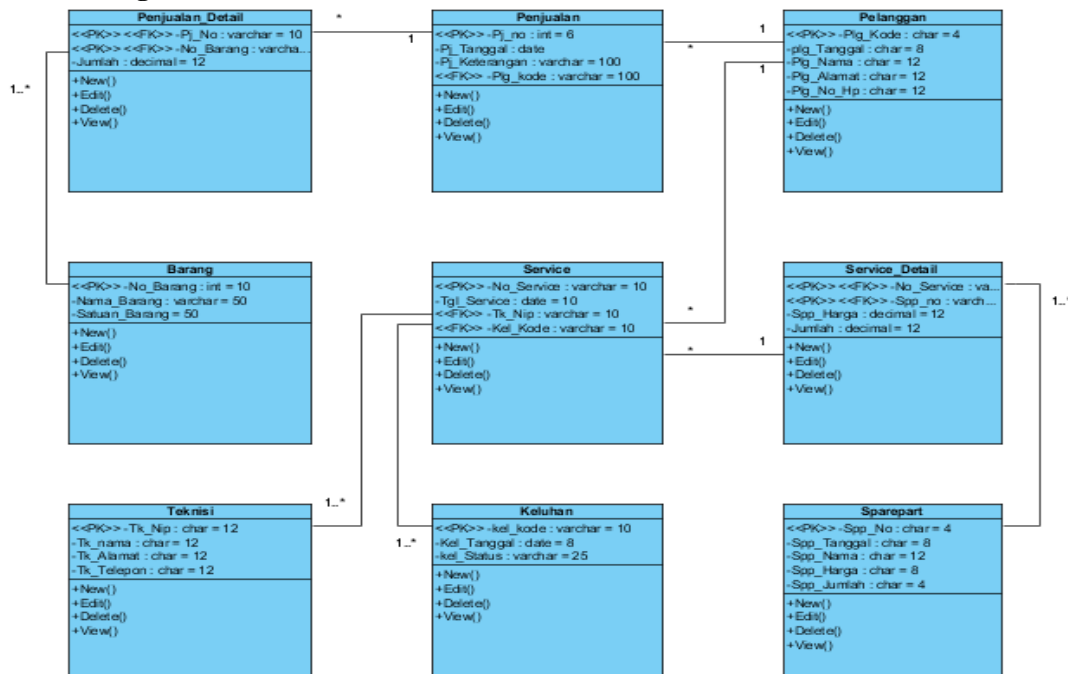 Penjualan_Detail
<<PK>> <<FK>> -Pj_No : varchar = 10
<<PK>> <<FK>> -No_Barang : varcha...
-Jumlah : decimal = 12
+New()
+Edit()
+Delete()
+View()
*
1
Penjualan
<<PK>> -Pj_no : int = 6
-Pj_Tanggal : date
-Pj_Keterangan : varchar = 100
<<FK>> -Plg_kode : varchar = 100
+New()
+Edit()
+Delete()
+View()
1
*
1
Pelanggan
<<PK>> -Plg_Kode : char = 4
-plg_Tanggal : char = 8
-Plg_Nama : char = 12
-Plg_Alamat : char = 12
-Plg_No_Hp : char = 12
+New()
+Edit()
+Delete()
+View()
1..*
Barang
<<PK>> -No_Barang : int = 10
-Nama_Barang : varchar = 50
-Satuan_Barang = 50
+New()
+Edit()
+Delete()
+View()
Service
<<PK>> -No_Service : varchar = 10
-Tgl_Service : date = 10
<<FK>> -Tk_Nip : varchar = 10
<<FK>> -Kel_Kode : varchar = 10
+New()
+Edit()
+Delete()
+View()
*
1
*
Service_Detail
<<PK>> <<FK>> -No_Service : va...
<<PK>> <<FK>> -Spp_no : varch...
-Spp_Harga : decimal = 12
-Jumlah : decimal = 12
+New()
+Edit()
+Delete()
+View()
1..*
Teknisi
<<PK>> -Tk_Nip : char = 12
-Tk_nama : char = 12
-Tk_Alamat : char = 12
-Tk_Telepon : char = 12
+New()
+Edit()
+Delete()
+View()
1..*
1..*
Keluhan
<<PK>> -kel_kode : varchar = 10
-Kel_Tanggal : date = 8
-kel_Status : varchar = 25
+New()
+Edit()
+Delete()
+View()
Sparepart
<<PK>> -Spp_No : char = 4
-Spp_Tanggal : char = 8
-Spp_Nama : char = 12
-Spp_Harga : char = 8
-Spp_Jumlah : char = 4
+New()
+Edit()
+Delete()
+View()